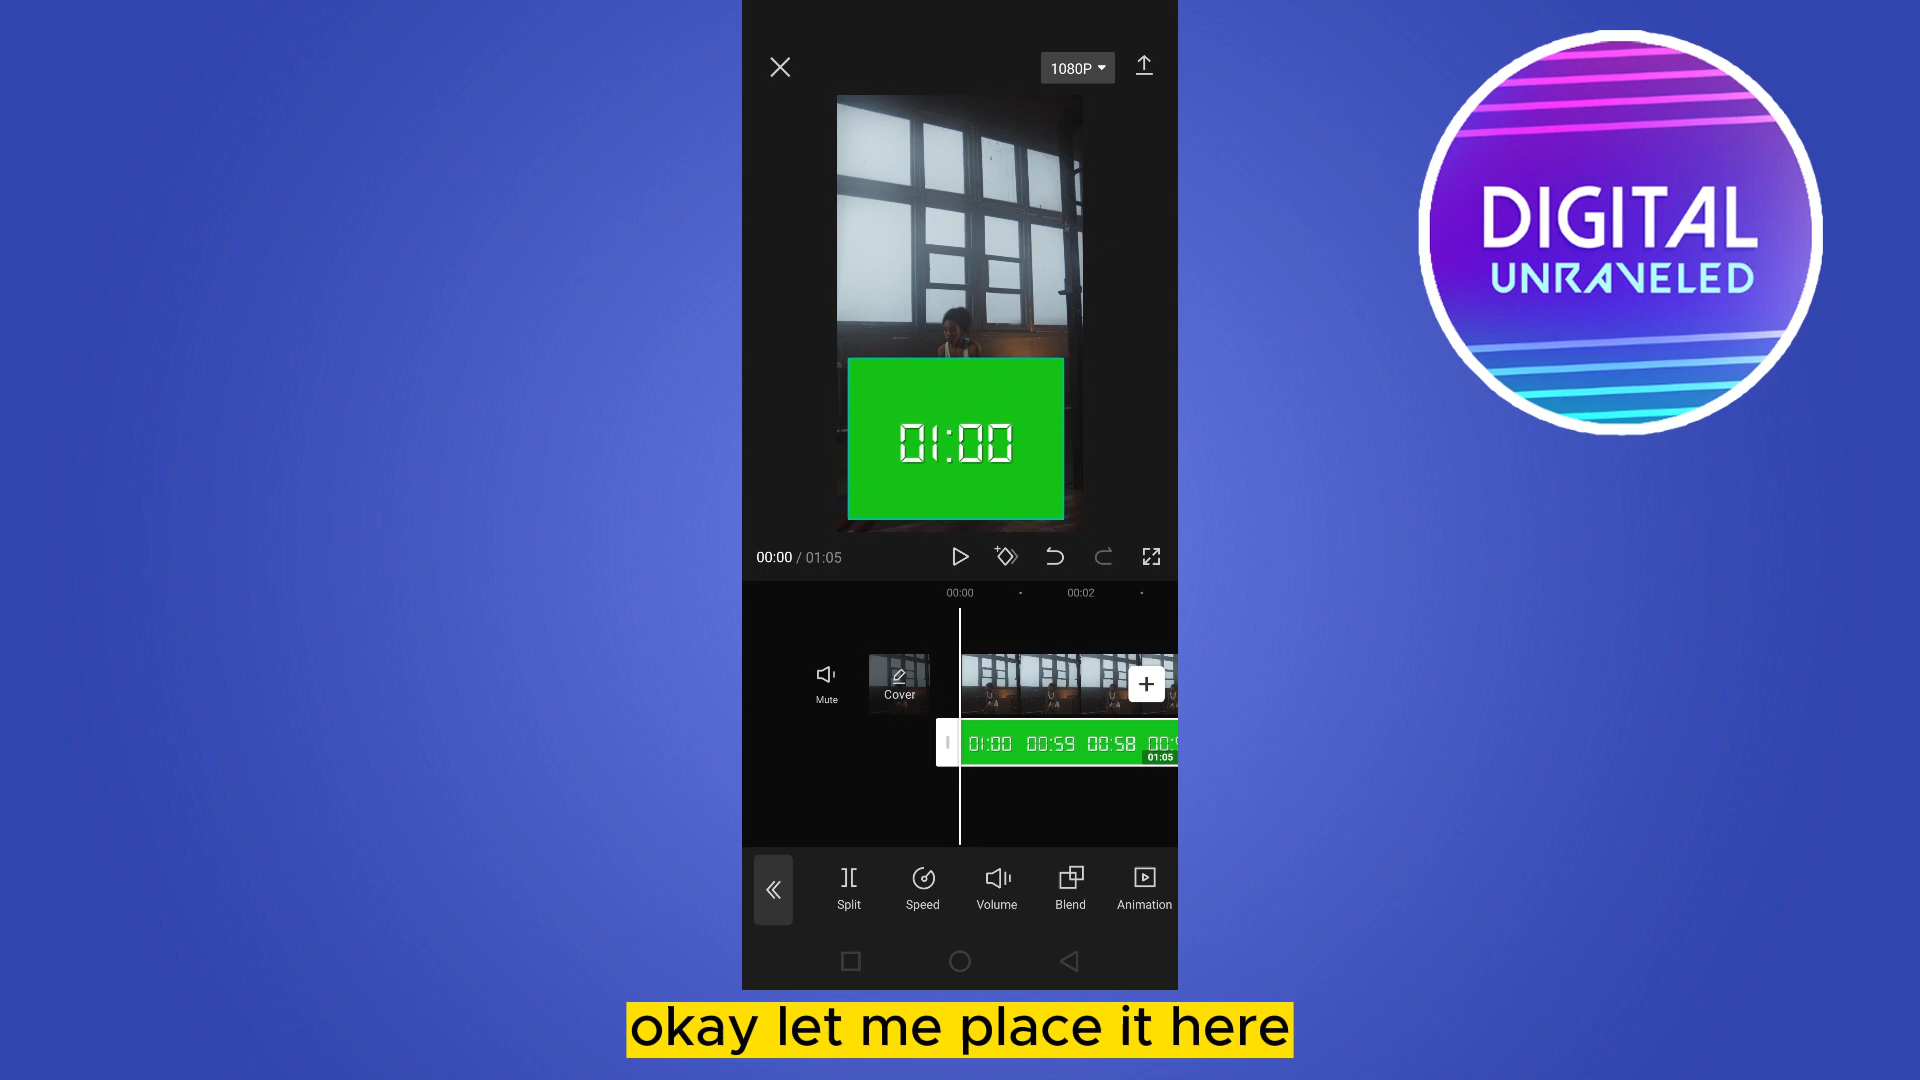 1080P
DIGITAL
UNRAVELED
01:00
00:00 / 01:05
00:00
00:02
Mute
Cover
01:00 00:59 00:58
01:05
Split
Speed
Volume
Blend
Animation
okay let me place it here